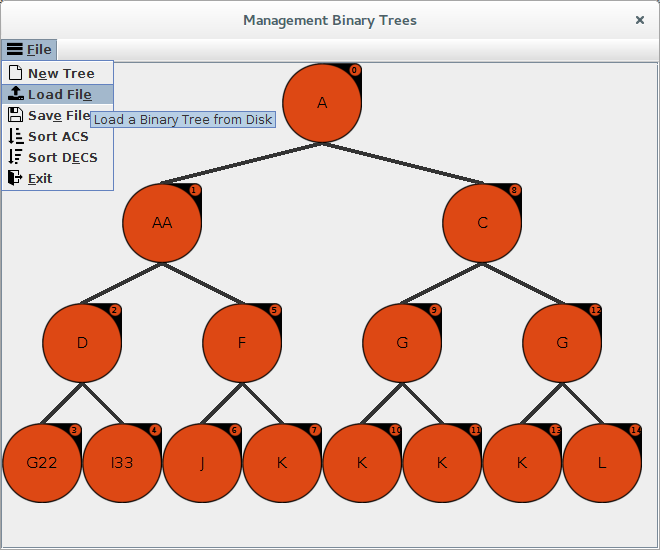 Management Binary Trees
×
File
New Tree
Load File
Save File
Load a Binary Tree from Disk
Sort ACS
Sort DECS
Exit
0
A
1
8
AA
C
2
5
9
12
D
F
G
G
3
4
6
7
10
11
13
14
G22
I33
J
K
K
K
K
L